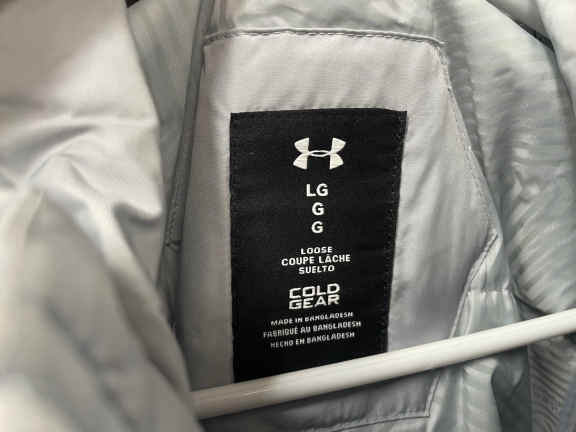 LG
G
G
LOOSE
COUPE LÂCHE
SUELTO
COLD
GEAR
MADE IN BANGLADESH
FABRIQUÉ AU BANGLADESH
HECHO EN BANGLADESH